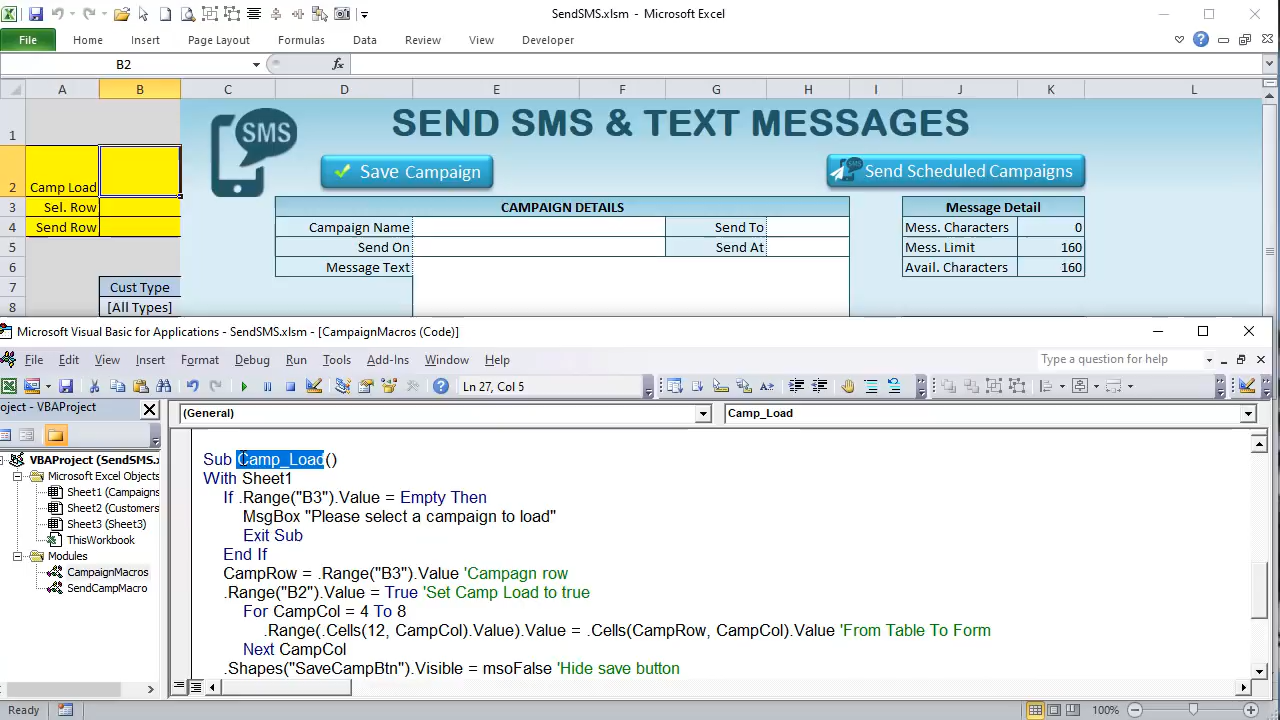 SendSMS.xlsm - Microsoft Excel
File Home Insert Page Layout Formulas Data Review View Developer
B2 fx
A B C D E F G H I J K L
1 SMS SEND SMS & TEXT MESSAGES
Save Campaign SMS Send Scheduled Campaigns
2 Camp Load
3 Sel. Row CAMPAIGN DETAILS Message Detail
4 Send Row Campaign Name Send To Mess. Characters 0
5 Send On Send At Mess. Limit 160
6 Message Text Avail. Characters 160
7 Cust Type
8 [All Types]
Microsoft Visual Basic for Applications - SendSMS.xlsm - [CampaignMacros (Code)]
File Edit View Insert Format Debug Run Tools Add-Ins Window Help Type a question for help
Ln 27, Col 5
oject - VBAProject (General) Camp_Load
VBAProject (SendSMS.x
Microsoft Excel Objects
Sheet1 (Campaigns
Sheet2 (Customers
Sheet3 (Sheet3)
ThisWorkbook
Modules
CampaignMacros
SendCampMacro
Sub Camp_Load()
With Sheet1
If .Range("B3").Value = Empty Then
MsgBox "Please select a campaign to load"
Exit Sub
End If
CampRow = .Range("B3").Value 'Campagn row
.Range("B2").Value = True 'Set Camp Load to true
For CampCol = 4 To 8
.Range(.Cells(12, CampCol).Value).Value = .Cells(CampRow, CampCol).Value 'From Table To Form
Next CampCol
.Shapes("SaveCampBtn").Visible = msoFalse 'Hide save button
Ready 100%